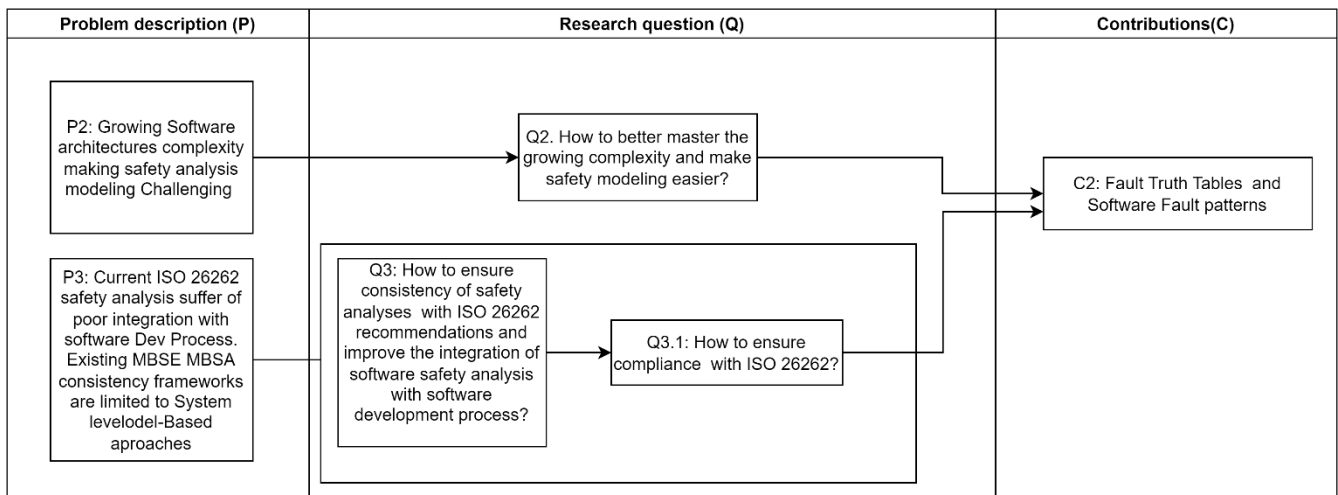 Problem description (P)
Research question (Q)
Contributions(C)
P2: Growing Software
architectures complexity
making safety analysis
modeling Challenging
Q2. How to better master the
growing complexity and make
safety modeling easier?
C2: Fault Truth Tables and
Software Fault patterns
P3: Current ISO 26262
safety analysis suffer of
poor integration with
software Dev Process.
Existing MBSE MBSA
consistency frameworks
are limited to System
levelodel-Based
aproaches
Q3: How to ensure
consistency of safety
analyses with ISO 26262
recommendations and
improve the integration of
software safety analysis
with software
development process?
Q3.1: How to ensure
compliance with ISO 26262?